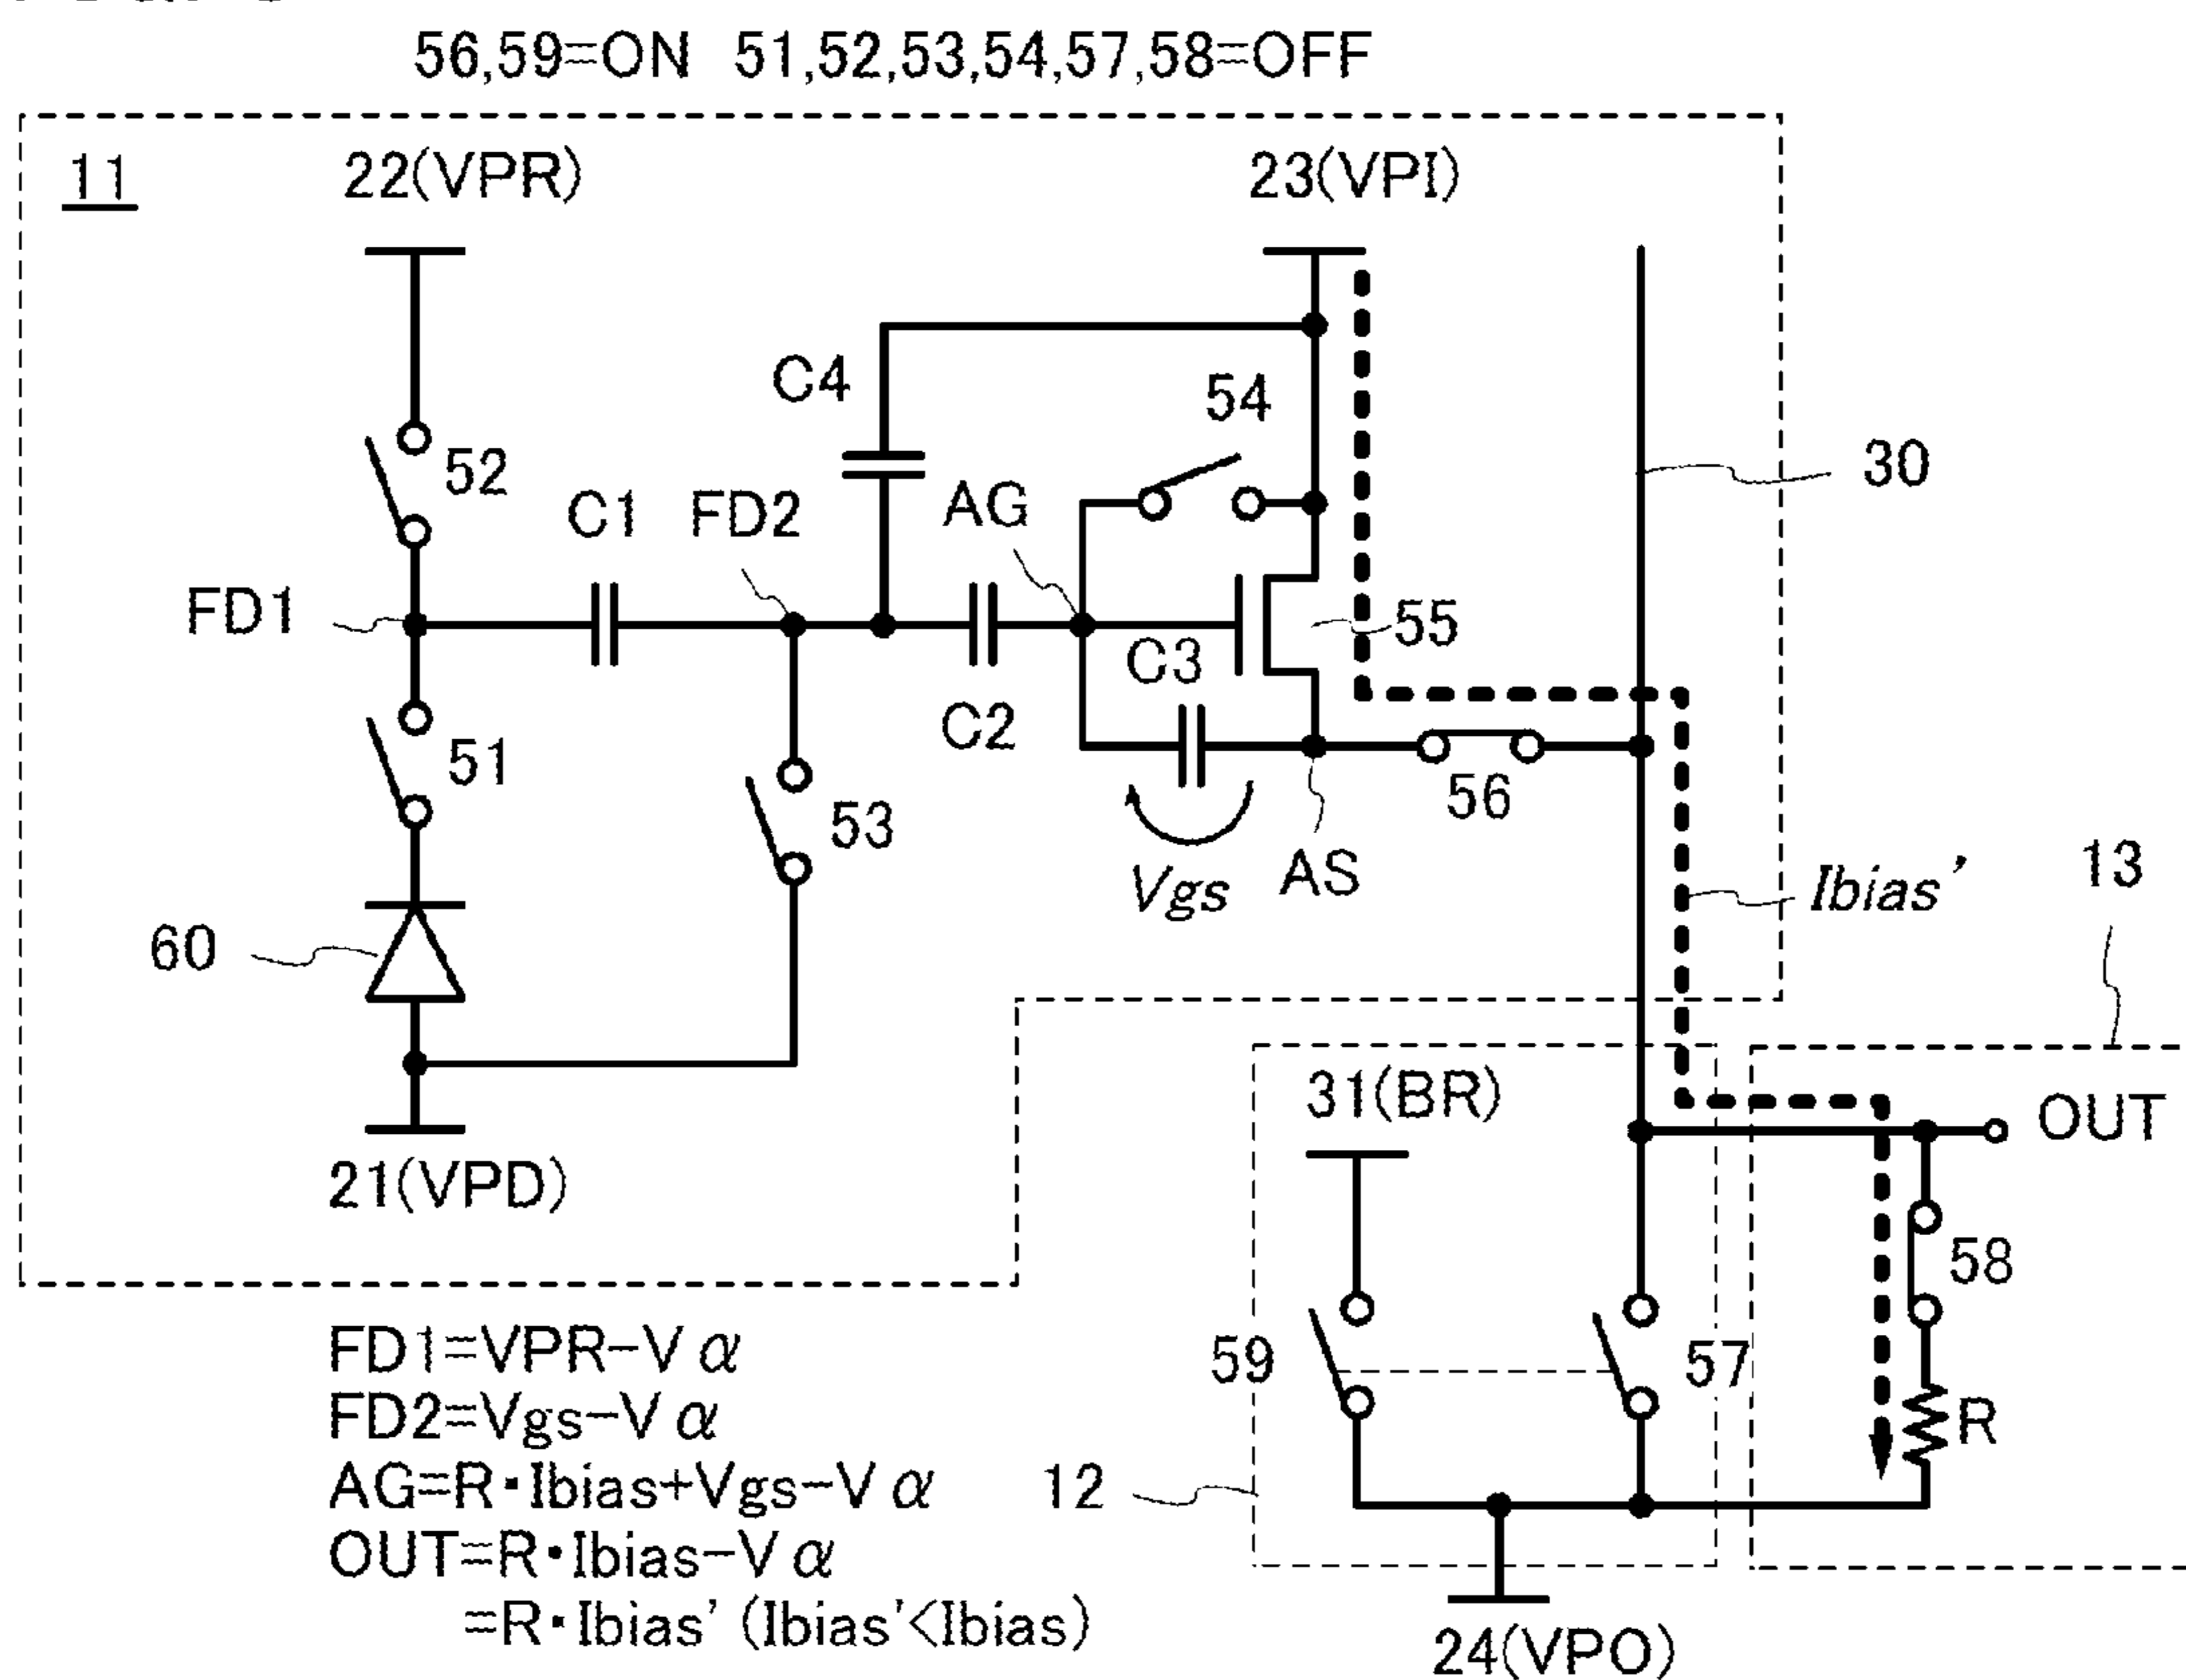 56,59=ON 51,52,53,54,57,58=OFF
11
22(VPR)
23(VPI)
C4
54
52
30
C1
FD2
AG
FD1
55
C3
C2
51
56
53
Vgs
AS
Ibias'
13
60
31(BR)
OUT
21(VPD)
58
59
57
R
12
FD1=VPR-Vα
FD2=Vgs-Vα
AG=R・Ibias+Vgs-Vα
OUT=R・Ibias-Vα
=R・Ibias' (Ibias'<Ibias)
24(VPO)